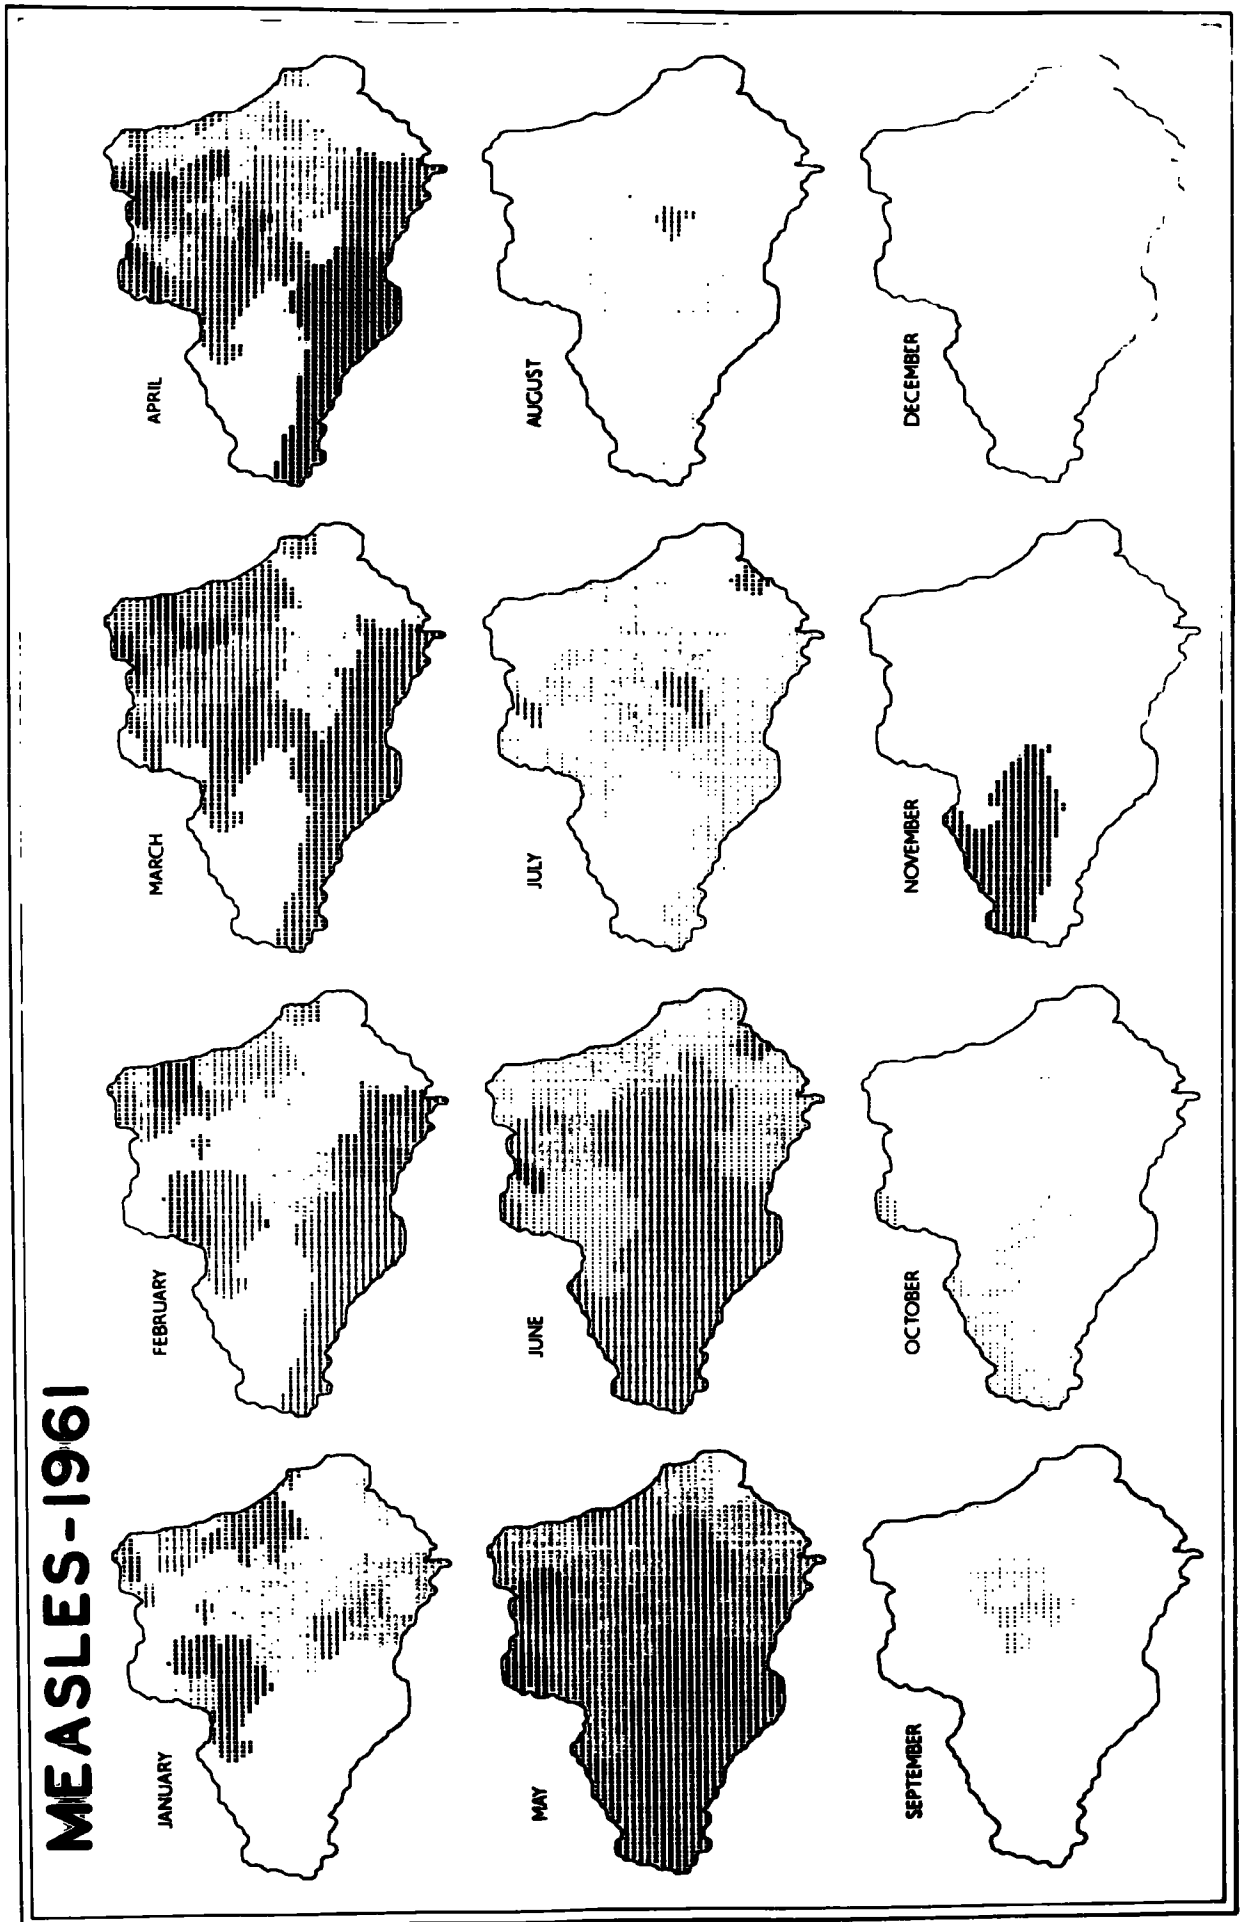 MEASLES-1961
JANUARY
FEBRUARY
MARCH
APRIL
MAY
JUNE
JULY
AUGUST
SEPTEMBER
OCTOBER
NOVEMBER
DECEMBER